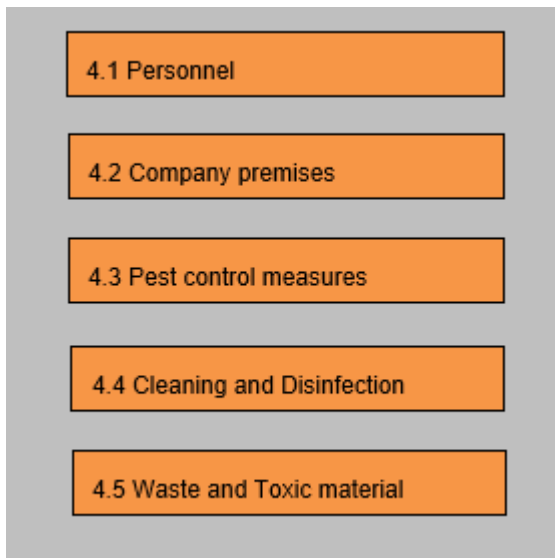 4.1 Personnel
4.2 Company premises
4.3 Pest control measures
4.4 Cleaning and Disinfection
4.5 Waste and Toxic material